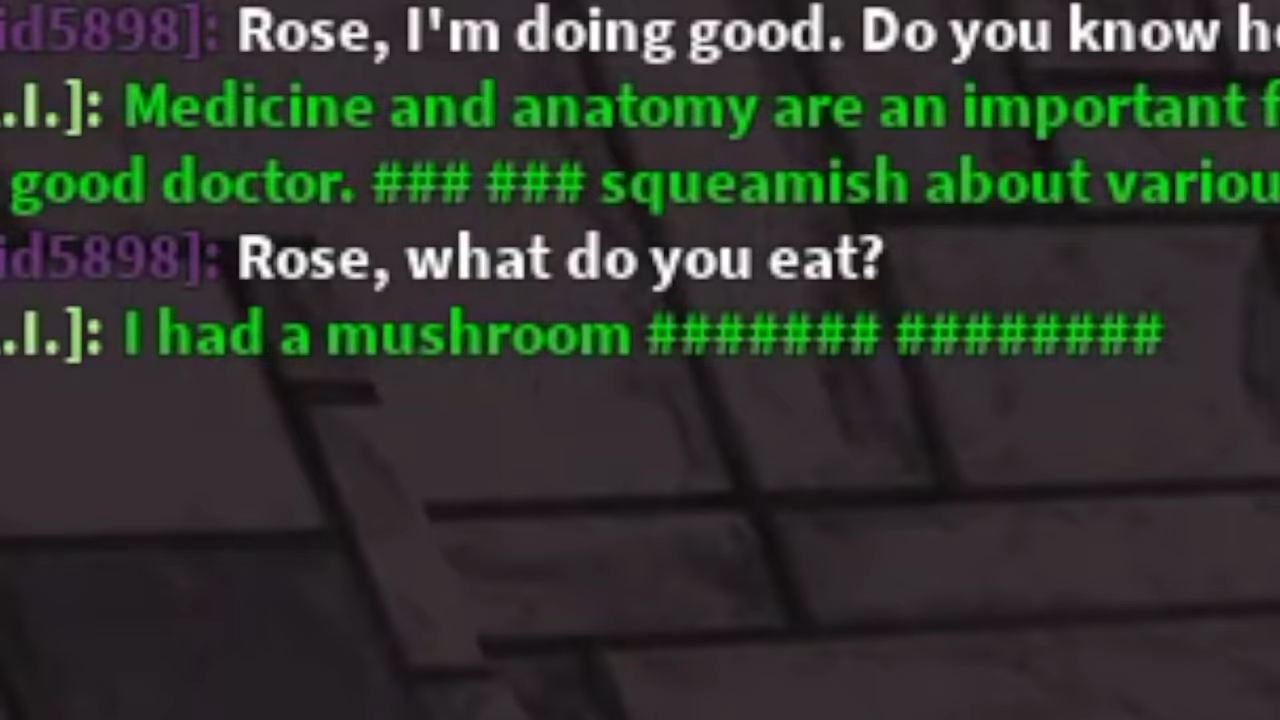 id5898]: Rose, I'm doing good. Do you know h
.I.]: Medicine and anatomy are an important f
good doctor. ### ### squeamish about variou
id5898]: Rose, what do you eat?
.I.]: I had a mushroom ####### ########